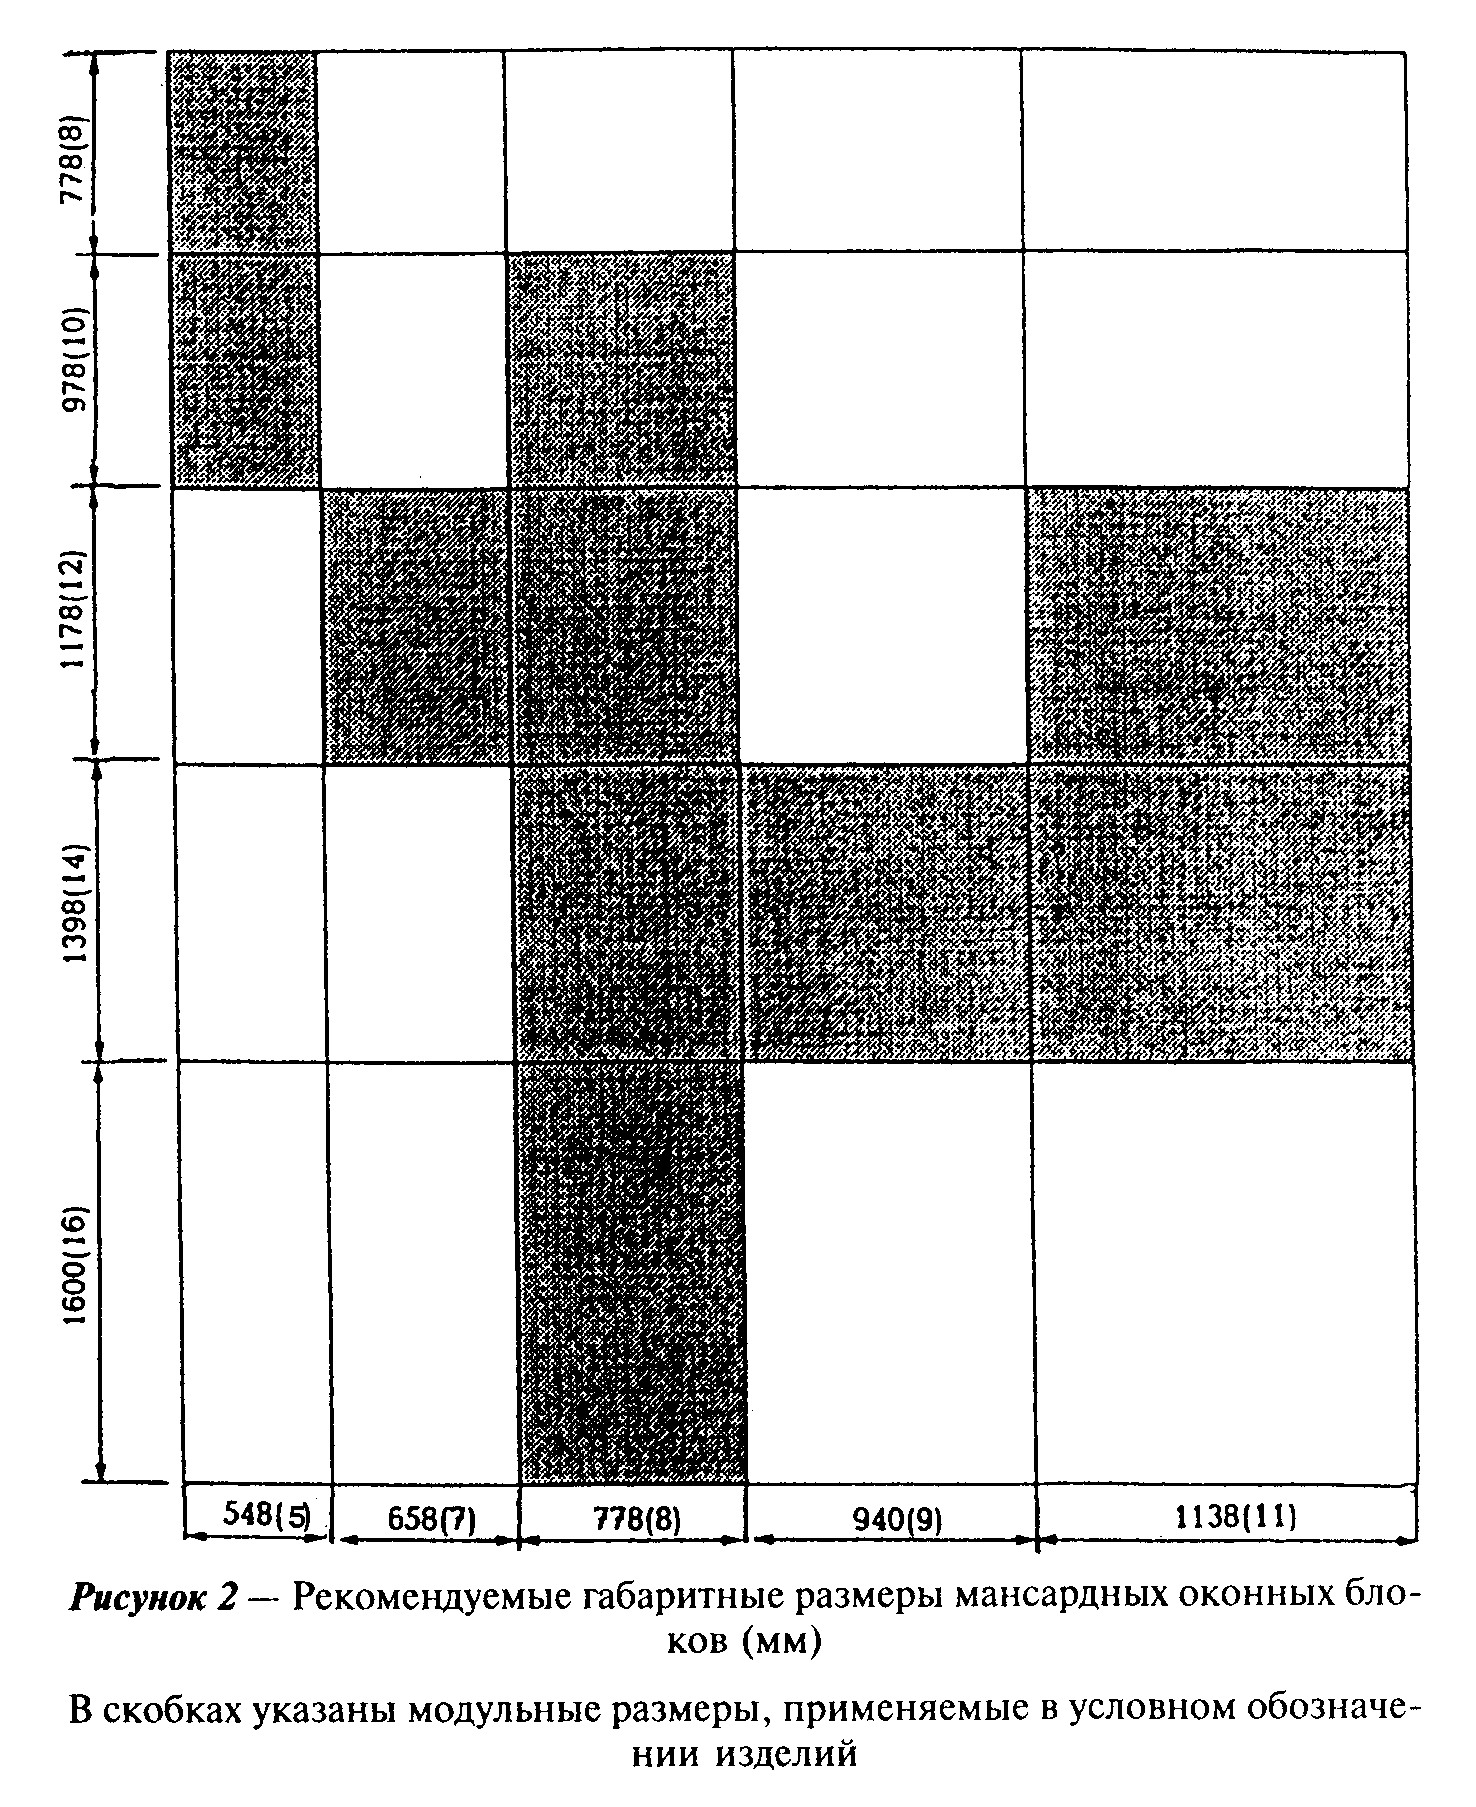 778(8)
978(10)
1178(12)
1398(14)
1600(16)
548(5) 658(7) 778(8) 940(9) 1138(11)
Рисунок 2 — Рекомендуемые габаритные размеры мансардных оконных бло-
ков (мм)
В скобках указаны модульные размеры, применяемые в условном обозначе-
нии изделий